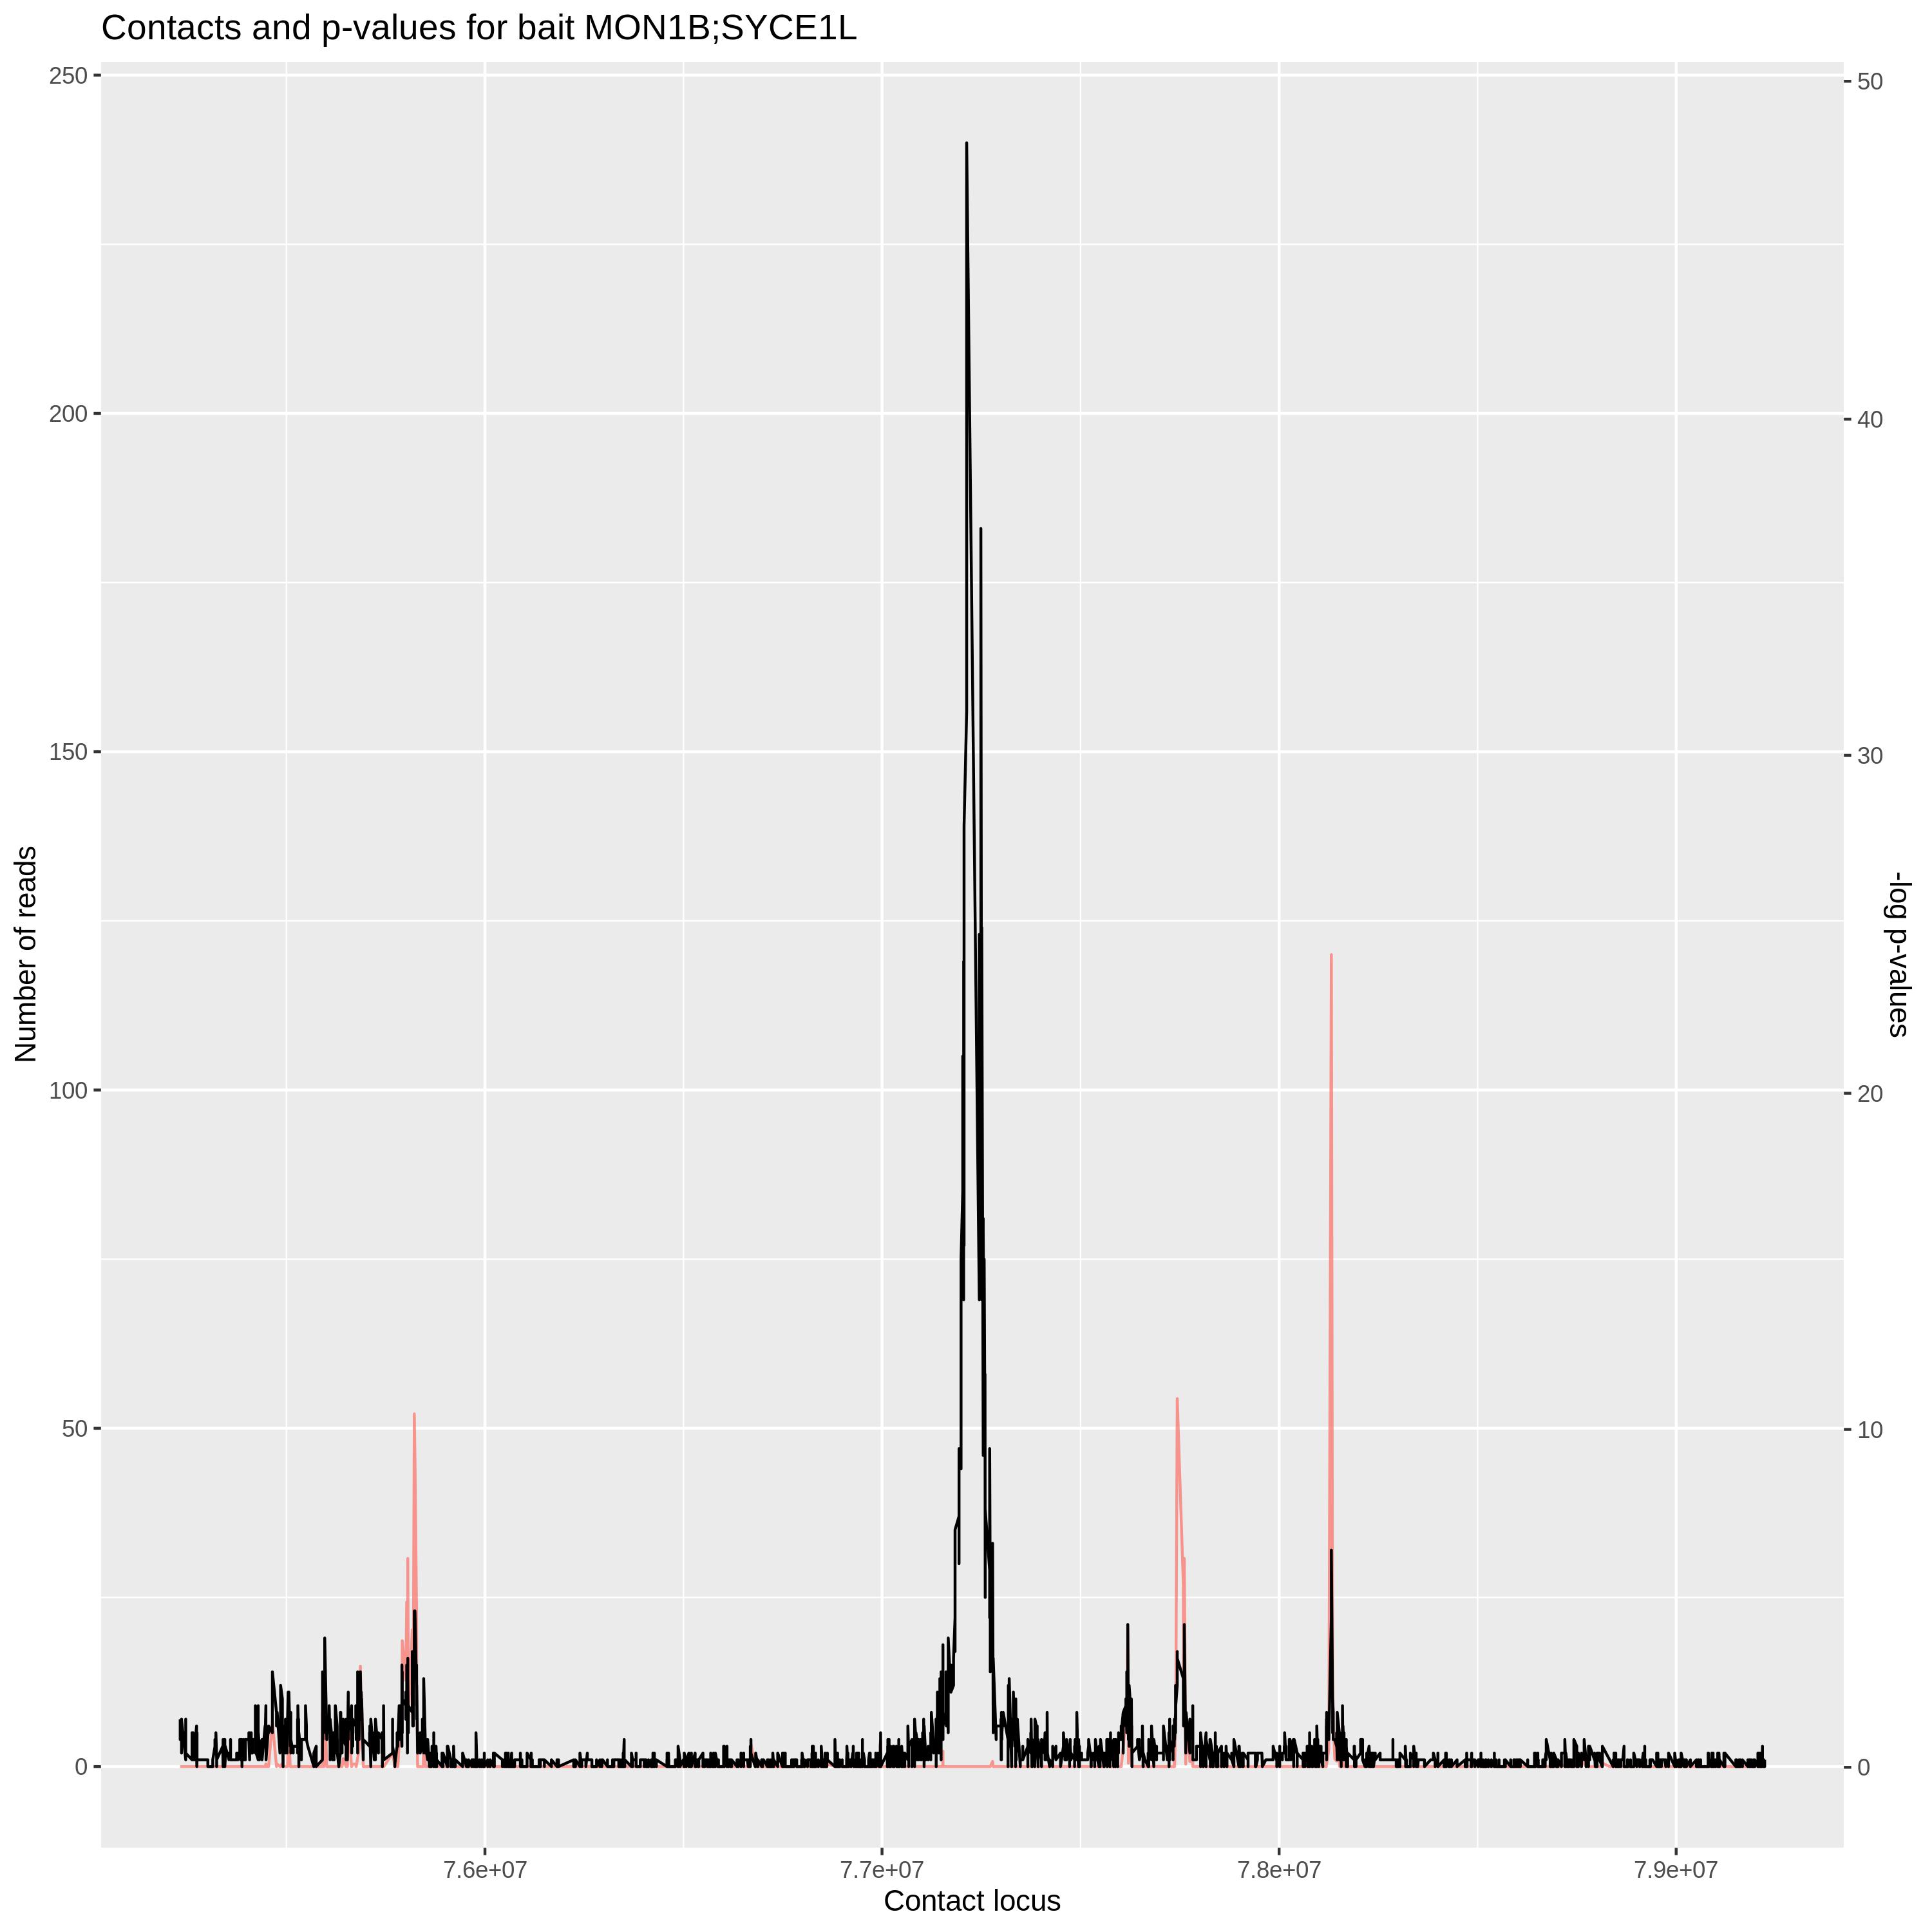 Contacts and p-values for bait MON1B;SYCE1L
250
200
150
100
50
0
50
40
30
20
10
0
Number of reads
-log p-values
7.6e+07
7.7e+07
7.8e+07
7.9e+07
Contact locus